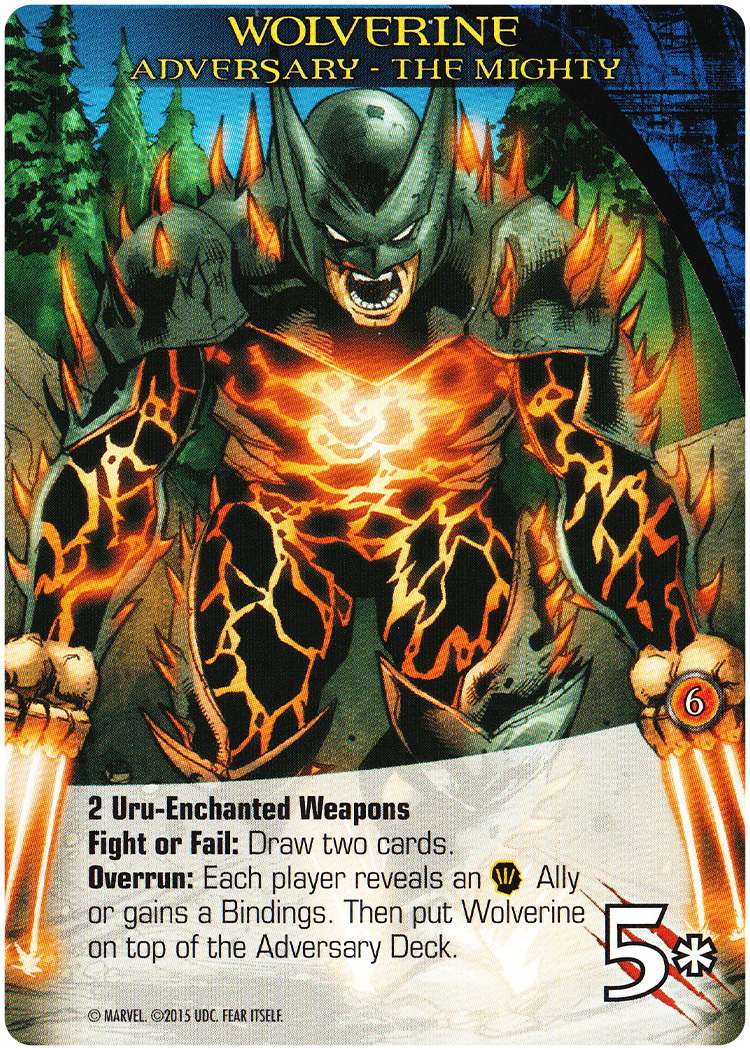 WOLVERINE
ADVERSARY - THE MIGHTY
6
2 Uru-Enchanted Weapons
Fight or Fail: Draw two cards.
Overrun: Each player reveals an Ally
or gains a Bindings. Then put Wolverine
on top of the Adversary Deck.
5*
© MARVEL. ©2015 UDC. FEAR ITSELF.